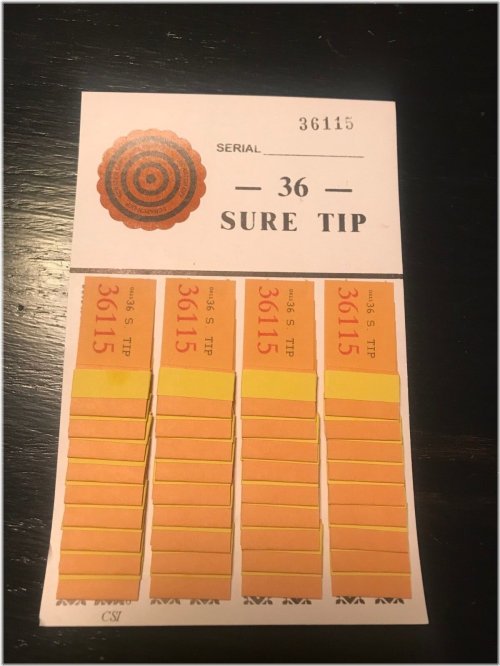 36115
SERIAL
— 36 —
SURE TIP
36 S. TIP
36115
36 S. TIP
36115
36 S. TIP
36115
36 S. TIP
36115
CSI